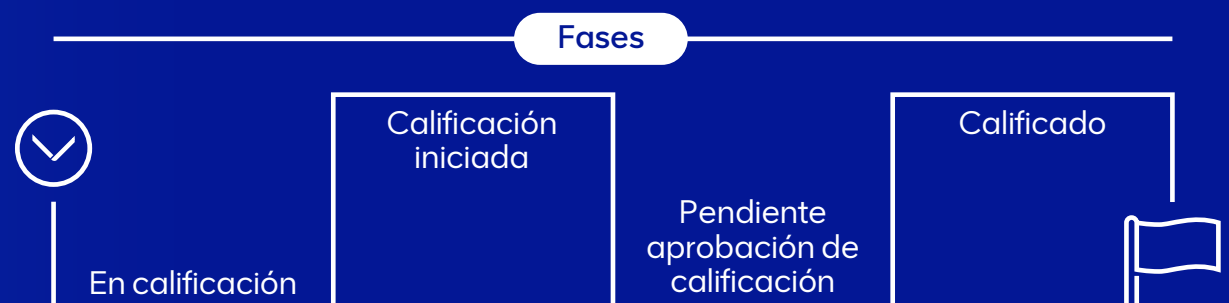 Fases
En calificación
Calificación
iniciada
Pendiente
aprobación de
calificación
Calificado